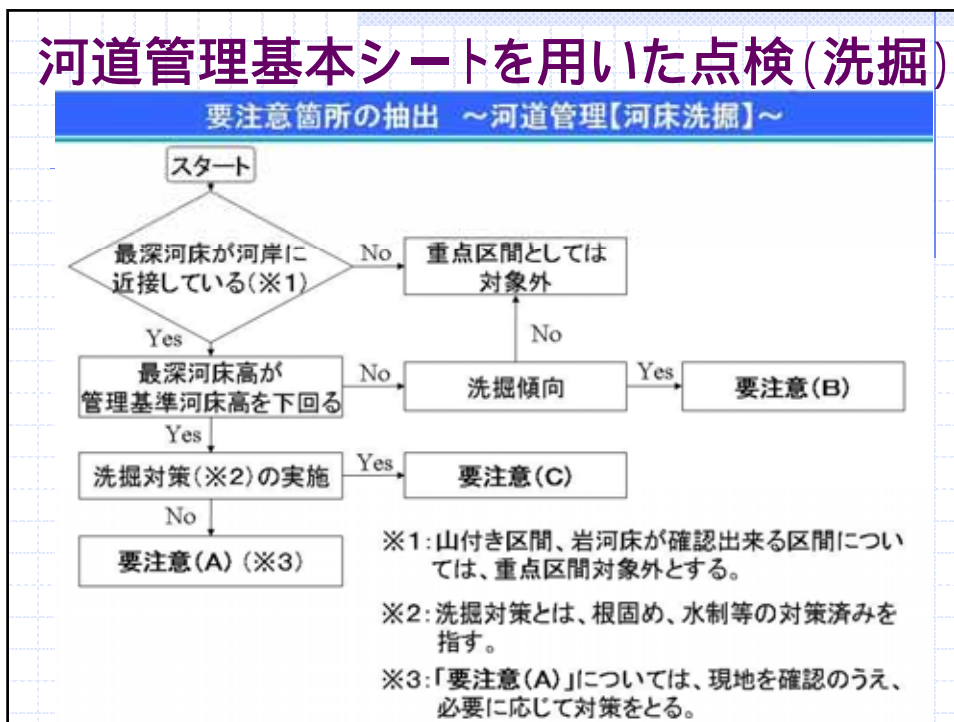 河道管理基本シートを用いた点検(洗掘)
要注意箇所の抽出 ～河道管理【河床洗掘】～
スタート
最深河床が河岸に
近接している(※1)
No
重点区間としては
対象外
Yes
No
最深河床高が
管理基準河床高を下回る
No
洗掘傾向
Yes
要注意(B)
Yes
洗掘対策(※2)の実施
Yes
要注意(C)
No
要注意(A)(※3)
※1:山付き区間、岩河床が確認出来る区間につい
ては、重点区間対象外とする。
※2:洗掘対策とは、根固め、水制等の対策済みを
指す。
※3:「要注意(A)」については、現地を確認のうえ、
必要に応じて対策をとる。